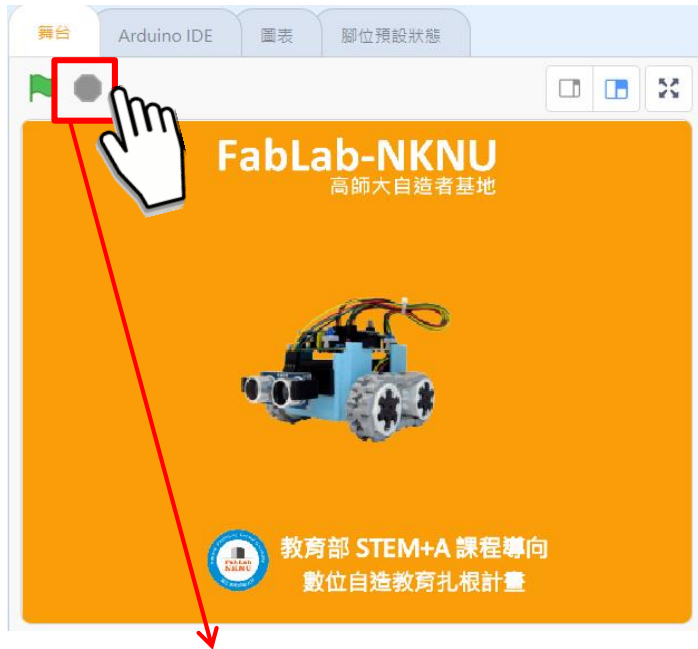 舞台
Arduino IDE
圖表
腳位預設狀態
FabLab-NKNU
高師大自造者基地
FabLab
NKNU
教育部 STEM+A 課程導向
數位自造教育扎根計畫